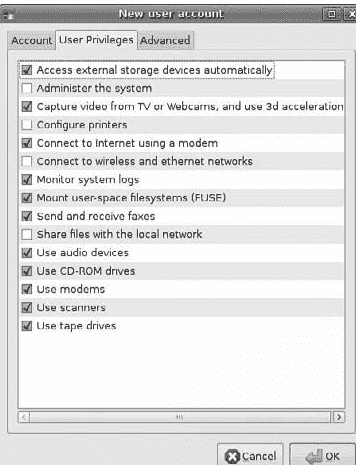 New user account
Account User Privileges Advanced
Access external storage devices automatically
Administer the system
Capture video from TV or Webcams, and use 3d acceleration
Configure printers
Connect to Internet using a modem
Connect to wireless and ethernet networks
Monitor system logs
Mount user-space filesystems (FUSE)
Send and receive faxes
Share files with the local network
Use audio devices
Use CD-ROM drives
Use modems
Use scanners
Use tape drives
Cancel OK